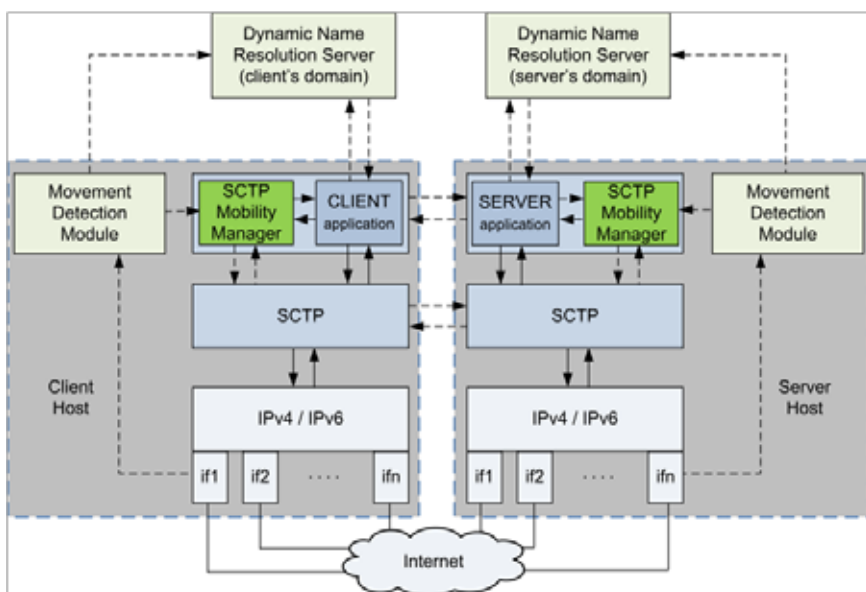 Dynamic Name
Resolution Server
(client's domain)
Dynamic Name
Resolution Server
(server's domain)
Movement
Detection
Module
SCTP
Mobility
Manager
CLIENT
application
SERVER
application
SCTP
Mobility
Manager
Movement
Detection
Module
SCTP
SCTP
Client
Host
IPv4 / IPv6
IPv4 / IPv6
Server
Host
if1
if2
....
ifn
if1
if2
....
ifn
Internet